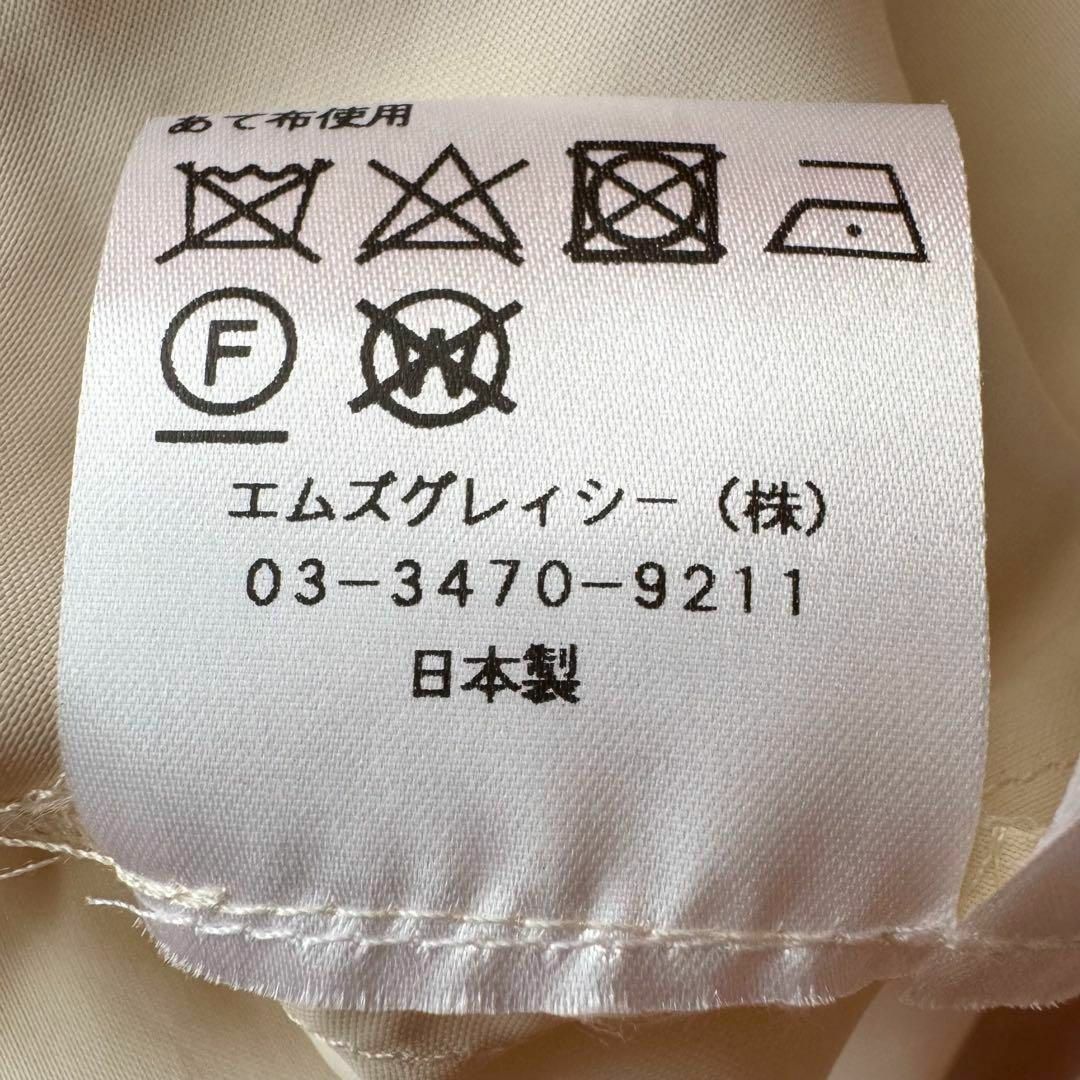 あて布使用
F
W
エムズグレィシー（株）
03-3470-9211
日本製